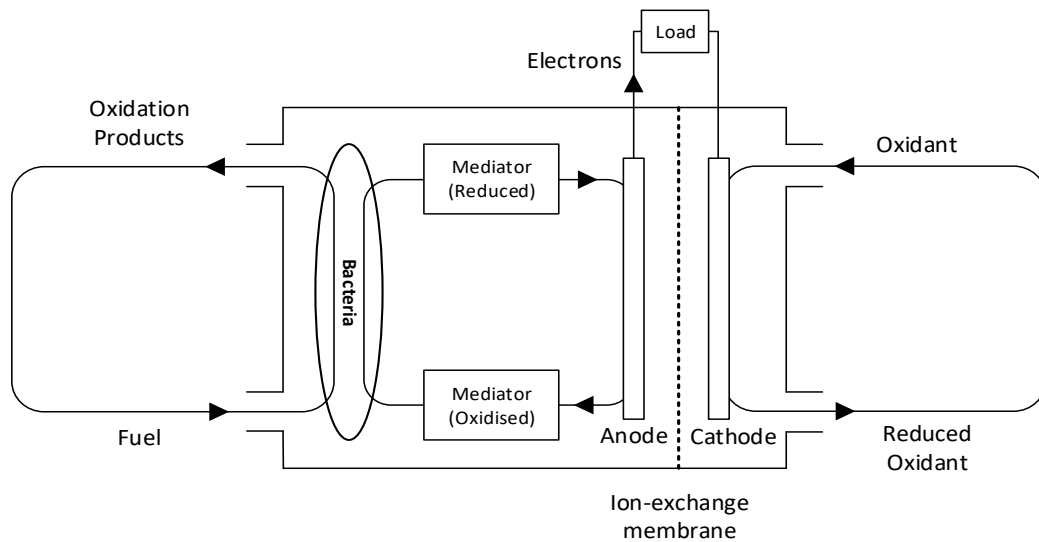 Load
Electrons
Oxidation
Products
Oxidant
Mediator
(Reduced)
Bacteria
Mediator
(Oxidised)
Anode
Cathode
Fuel
Reduced
Oxidant
Ion-exchange
membrane